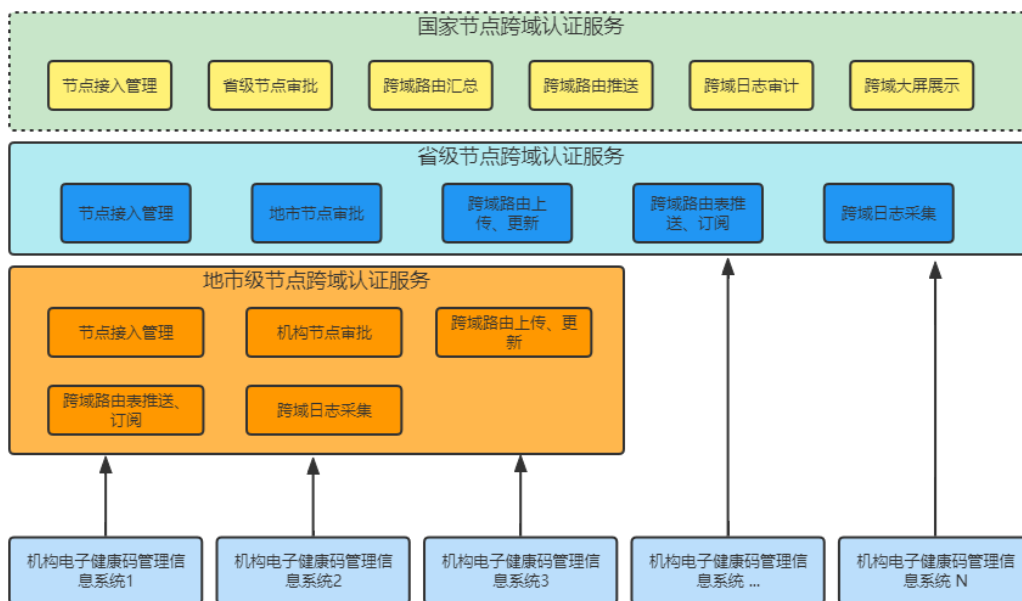 国家节点跨域认证服务
节点接入管理
省级节点审批
跨域路由汇总
跨域路由推送
跨域日志审计
跨域大屏展示
省级节点跨域认证服务
节点接入管理
地市节点审批
跨域路由上
传、更新
跨域路由表推
送、订阅
跨域日志采集
地市级节点跨域认证服务
节点接入管理
机构节点审批
跨域路由上传、更
新
跨域路由表推送、
订阅
跨域日志采集
机构电子健康码管理信
息系统1
机构电子健康码管理信
息系统2
机构电子健康码管理信
息系统3
机构电子健康码管理信
息系统 ...
机构电子健康码管理信
息系统 N